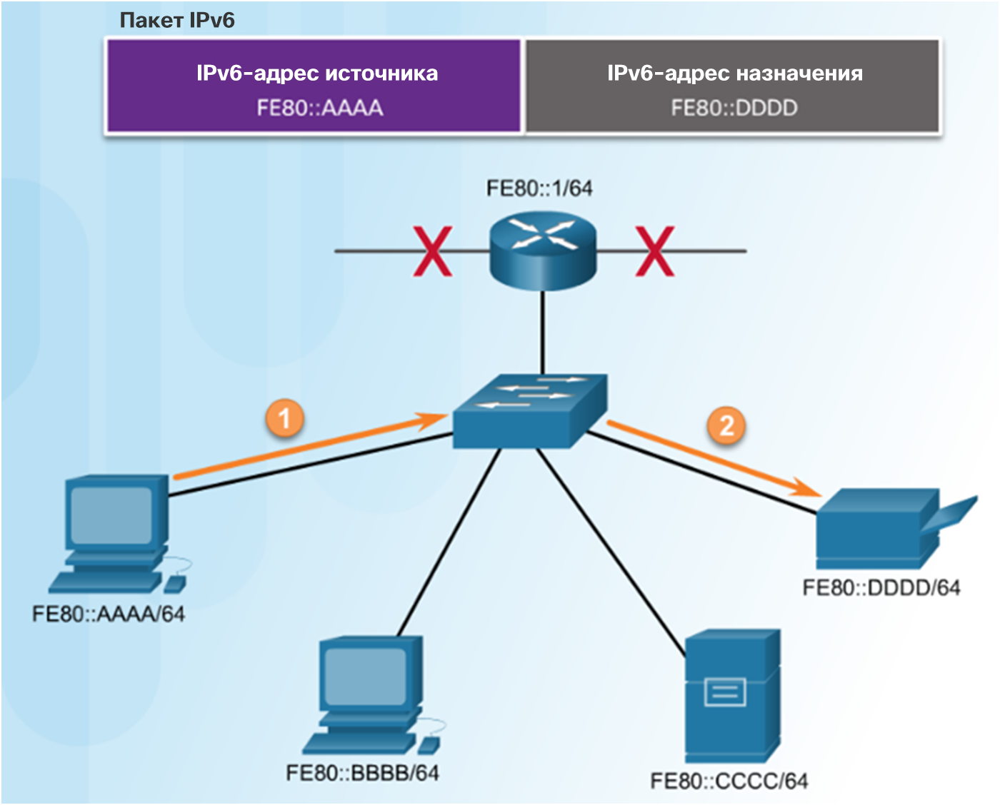 Пакет IPv6
IPv6-адрес источника
FE80::AAAA
IPv6-адрес назначения
FE80::DDDD
FE80::1/64
X
X
1
2
FE80::AAAA/64
FE80::DDDD/64
FE80::BBBB/64
FE80::CCCC/64